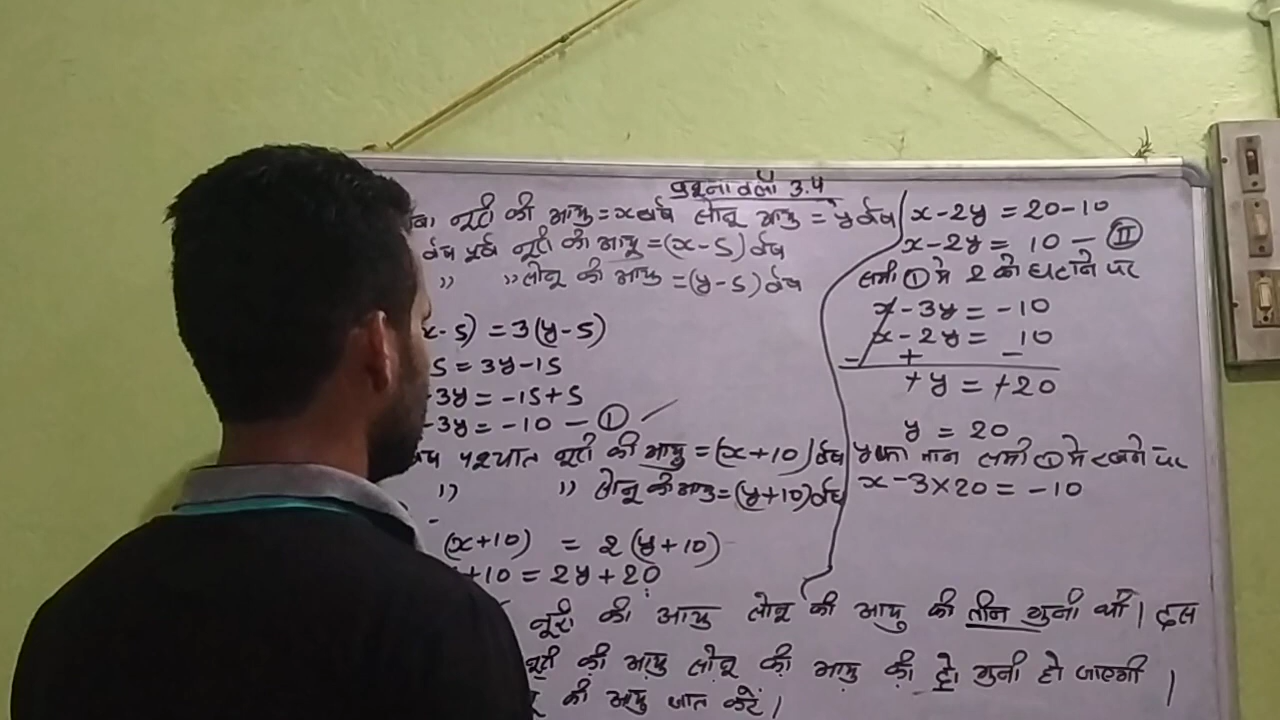 प्रश्नावली 3.4
नूरी की आयु = x वर्ष लोनू आयु = y वर्ष
वर्ष पूर्व नूरी की आयु = (x-5) वर्ष
,, ,, लोनू की आयु = (y-5) वर्ष
x-5) = 3(y-5)
5 = 3y-15
-3y = -15+5
-3y = -10 - ①
पश्चात नूरी की आयु = (x+10) वर्ष
,, ,, लोनू की आयु = (y+10) वर्ष
(x+10) = 2(y+10)
+10 = 2y+20
x-2y = 20-10
x-2y = 10 - Ⅱ
समी ① मे 2 को घटाने पर
x-3y = -10
x-2y = 10
- + -
+y = +20
y = 20
y का मान समी ① मे रखने पर
x-3×20 = -10
नूरी की आयु लोनू की आयु की तीन गुनी थी। दस
नूरी की आयु लोनू की आयु की दो गुनी हो जाएगी।
की आयु ज्ञात करें।